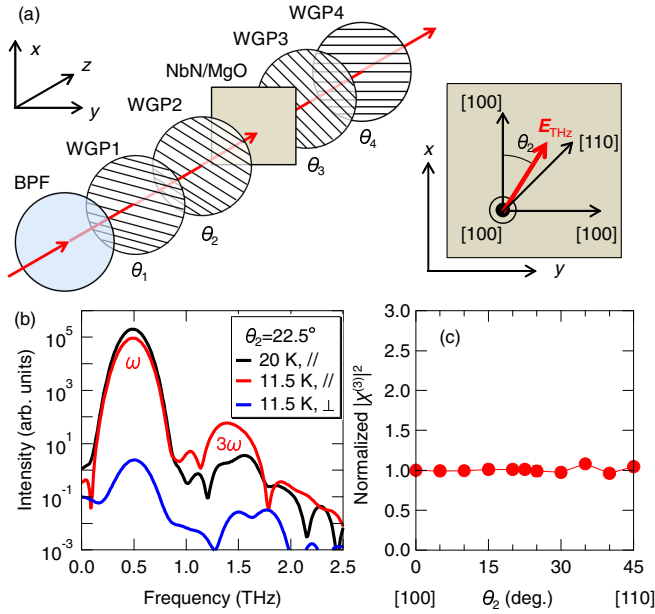 (a)
x
z
y
BPF
WGP1
WGP2
NbN/MgO
WGP3
WGP4
θ1
θ2
θ3
θ4
x
y
[100]
θ2
ETHz
[110]
[100]
[100]
(b)
Intensity (arb. units)
10^5
10^3
10^1
10^-1
10^-3
ω
3ω
θ2=22.5°
20 K, //
11.5 K, //
11.5 K, ⊥
0.0 0.5 1.0 1.5 2.0 2.5
Frequency (THz)
(c)
Normalized |χ^(3)|^2
3.0
2.5
2.0
1.5
1.0
0.5
0.0
0 15 30 45
[100] θ2 (deg.) [110]